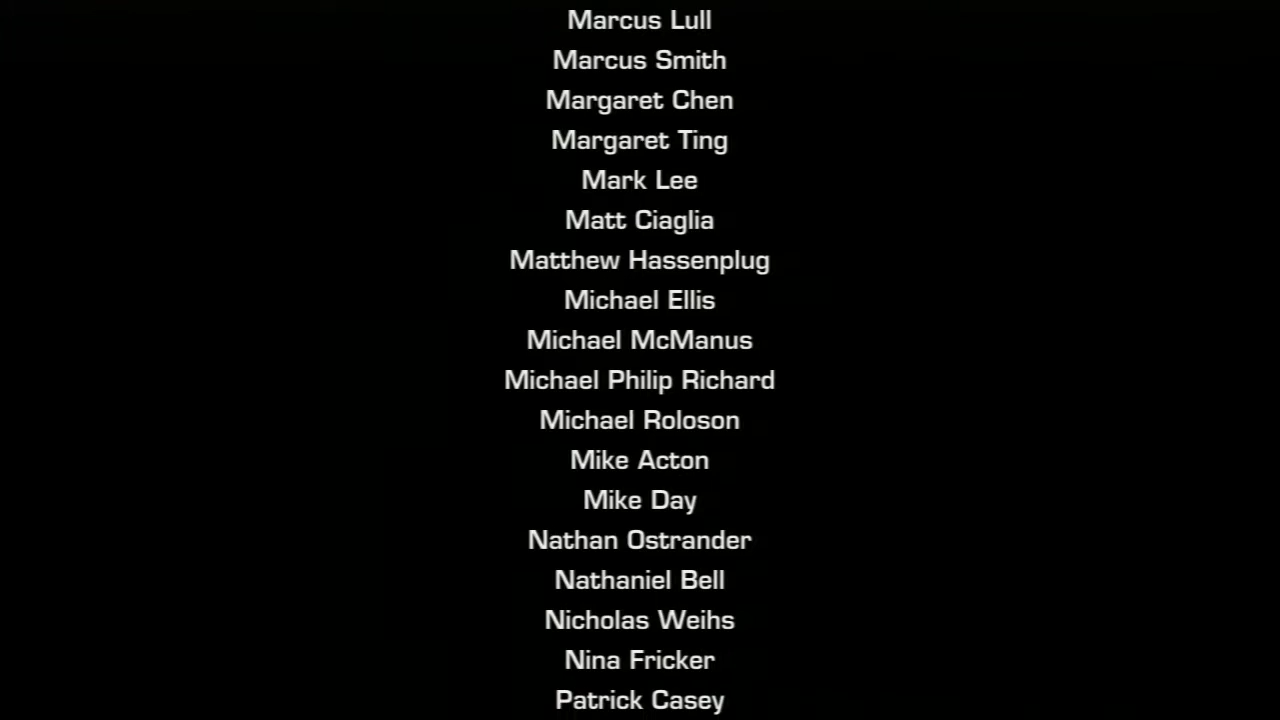 Marcus Lull
Marcus Smith
Margaret Chen
Margaret Ting
Mark Lee
Matt Ciaglia
Matthew Hassenplug
Michael Ellis
Michael McManus
Michael Philip Richard
Michael Roloson
Mike Acton
Mike Day
Nathan Ostrander
Nathaniel Bell
Nicholas Weihs
Nina Fricker
Patrick Casey